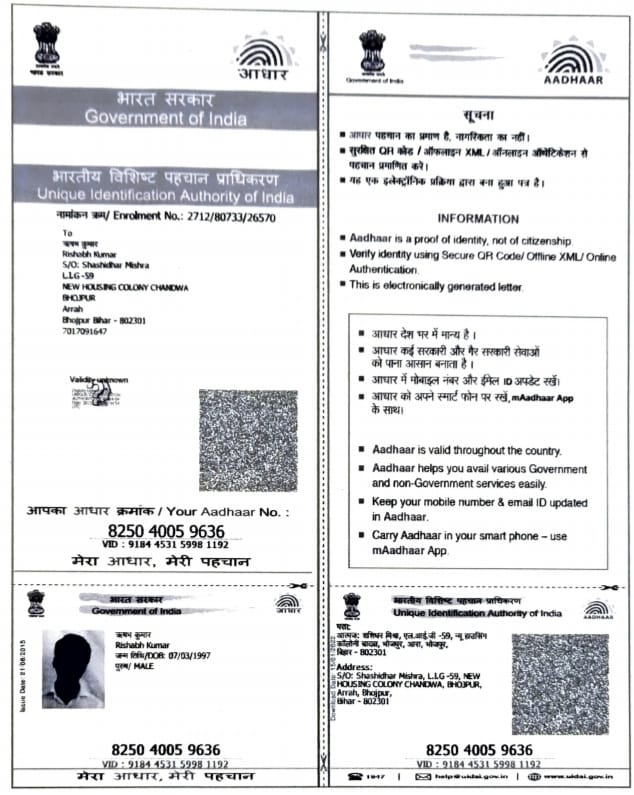 भारत सरकार
आधार
भारत सरकार
Government of India
भारतीय विशिष्ट पहचान प्राधिकरण
Unique Identification Authority of India
नामांकन क्रम/ Enrolment No.: 2712/80733/26570
To
ऋषभ कुमार
Rishabh Kumar
S/O: Shashidhar Mishra
L.I.G -59
NEW HOUSING COLONY CHANDWA
BHOJPUR
Arrah
Bhojpur Bihar - 802301
7017091647
Validity unknown
आपका आधार क्रमांक / Your Aadhaar No. :
8250 4005 9636
VID : 9184 4531 5998 1192
मेरा आधार, मेरी पहचान
Government of India
AADHAAR
सूचना
■ आधार पहचान का प्रमाण है, नागरिकता का नहीं।
■ सुरक्षित QR कोड / ऑफलाइन XML / ऑनलाइन ऑथेंटिकेशन से
पहचान प्रमाणित करें।
■ यह एक इलेक्ट्रॉनिक प्रक्रिया द्वारा बना हुआ पत्र है।
INFORMATION
■ Aadhaar is a proof of identity, not of citizenship.
■ Verify identity using Secure QR Code/ Offline XML/ Online
Authentication.
■ This is electronically generated letter.
■ आधार देश भर में मान्य है।
■ आधार कई सरकारी और गैर सरकारी सेवाओं
को पाना आसान बनाता है।
■ आधार में मोबाइल नंबर और ईमेल ID अपडेट रखें।
■ आधार को अपने स्मार्ट फोन पर रखें, mAadhaar App
के साथ।
■ Aadhaar is valid throughout the country.
■ Aadhaar helps you avail various Government
and non-Government services easily.
■ Keep your mobile number & email ID updated
in Aadhaar.
■ Carry Aadhaar in your smart phone – use
mAadhaar App.
भारत सरकार
Government of India
आधार
Issue Date: 21/06/2015
ऋषभ कुमार
Rishabh Kumar
जन्म तिथि/DOB: 07/03/1997
पुरुष/ MALE
8250 4005 9636
VID : 9184 4531 5998 1192
मेरा आधार, मेरी पहचान
भारतीय विशिष्ट पहचान प्राधिकरण
Unique Identification Authority of India
AADHAAR
Download Date: 15/01/2022
पता:
आत्मज: शशिधर मिश्रा, एल.आई.जी -59, न्यू हाउसिंग
कॉलोनी चंदवा, भोजपुर, आरा, भोजपुर,
बिहार - 802301
Address:
S/O: Shashidhar Mishra, L.I.G -59, NEW
HOUSING COLONY CHANDWA, BHOJPUR,
Arrah, Bhojpur,
Bihar - 802301
8250 4005 9636
VID : 9184 4531 5998 1192
1947 | help@uidai.gov.in | www.uidai.gov.in